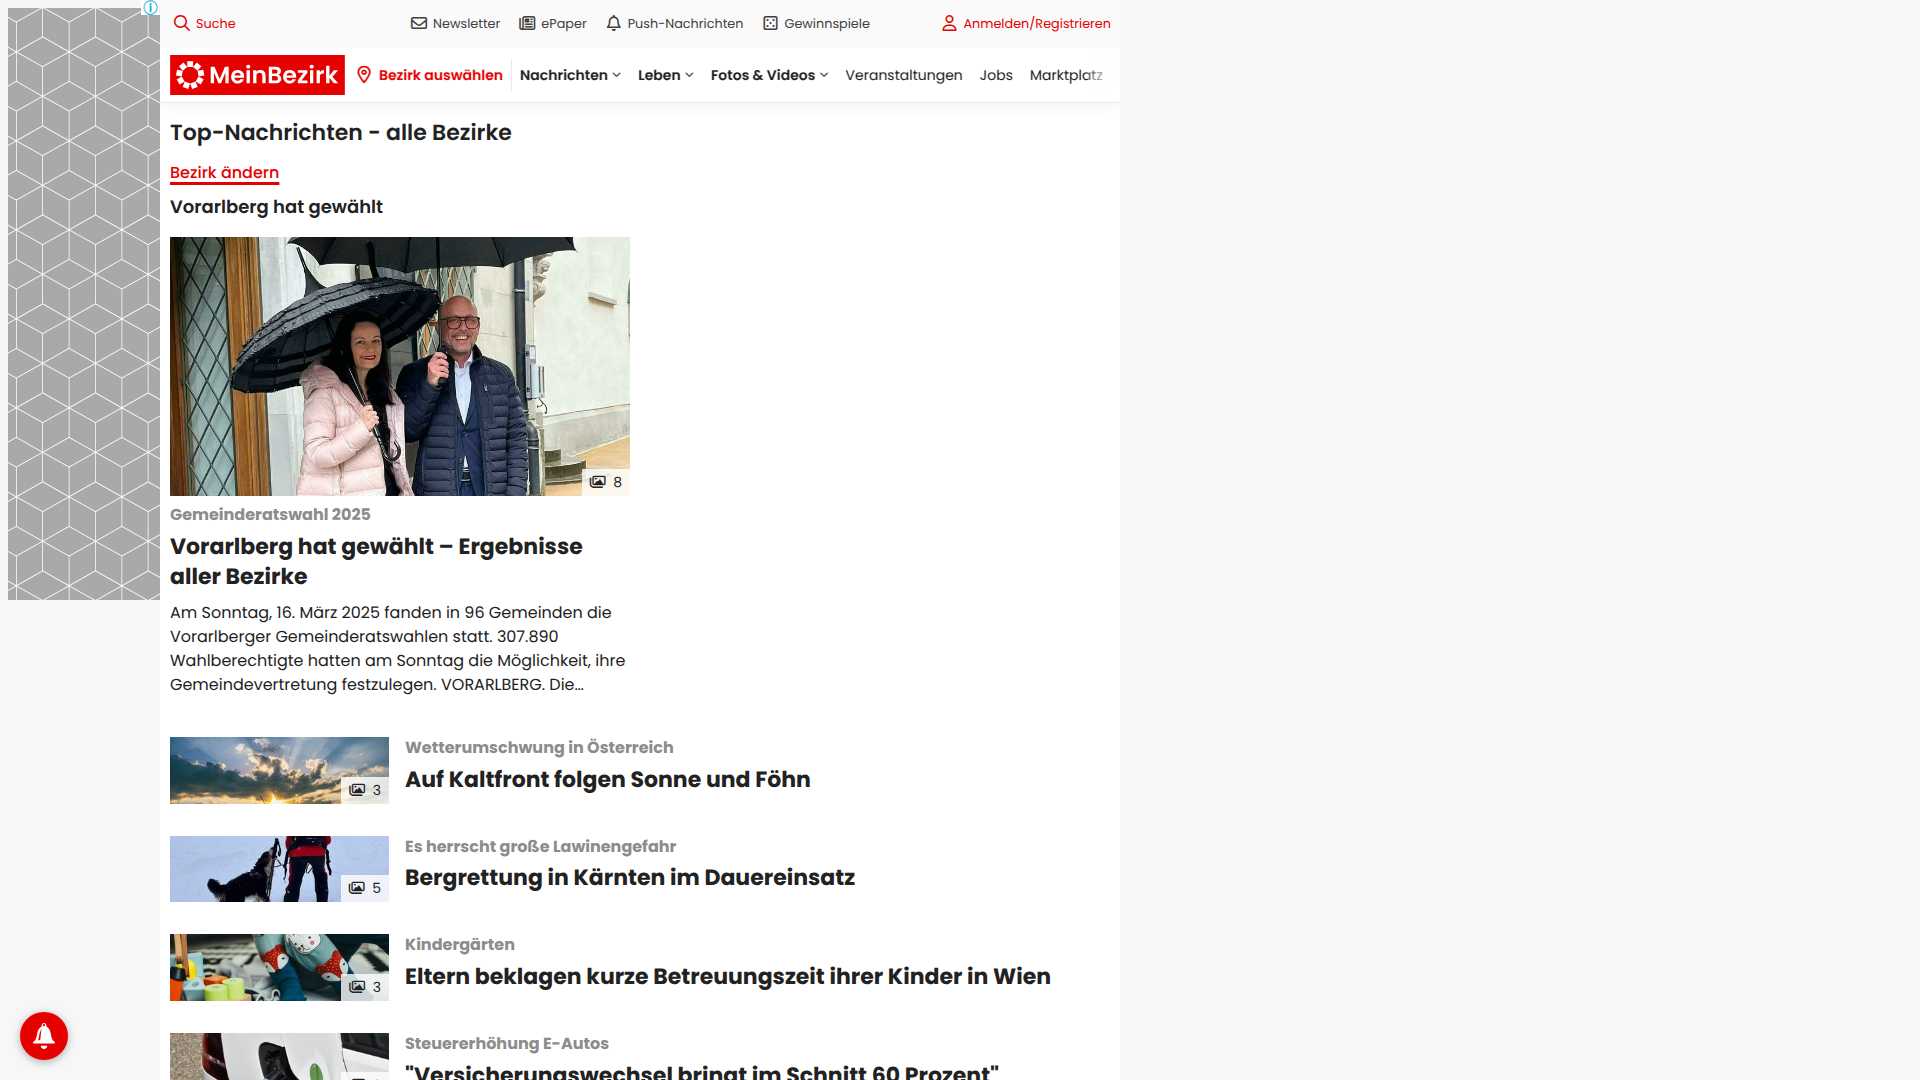 Suche
Newsletter
ePaper
Push-Nachrichten
Gewinnspiele
Anmelden/Registrieren
MeinBezirk
Bezirk auswählen
Nachrichten
Leben
Fotos & Videos
Veranstaltungen
Jobs
Marktplatz
Top-Nachrichten - alle Bezirke
Bezirk ändern
Vorarlberg hat gewählt
8
Gemeinderatswahl 2025
Vorarlberg hat gewählt – Ergebnisse
aller Bezirke
Am Sonntag, 16. März 2025 fanden in 96 Gemeinden die
Vorarlberger Gemeinderatswahlen statt. 307.890
Wahlberechtigte hatten am Sonntag die Möglichkeit, ihre
Gemeindevertretung festzulegen. VORARLBERG. Die...
3
Wetterumschwung in Österreich
Auf Kaltfront folgen Sonne und Föhn
5
Es herrscht große Lawinengefahr
Bergrettung in Kärnten im Dauereinsatz
3
Kindergärten
Eltern beklagen kurze Betreuungszeit ihrer Kinder in Wien
Steuererhöhung E-Autos
"Versicherungswechsel bringt im Schnitt 60 Prozent"